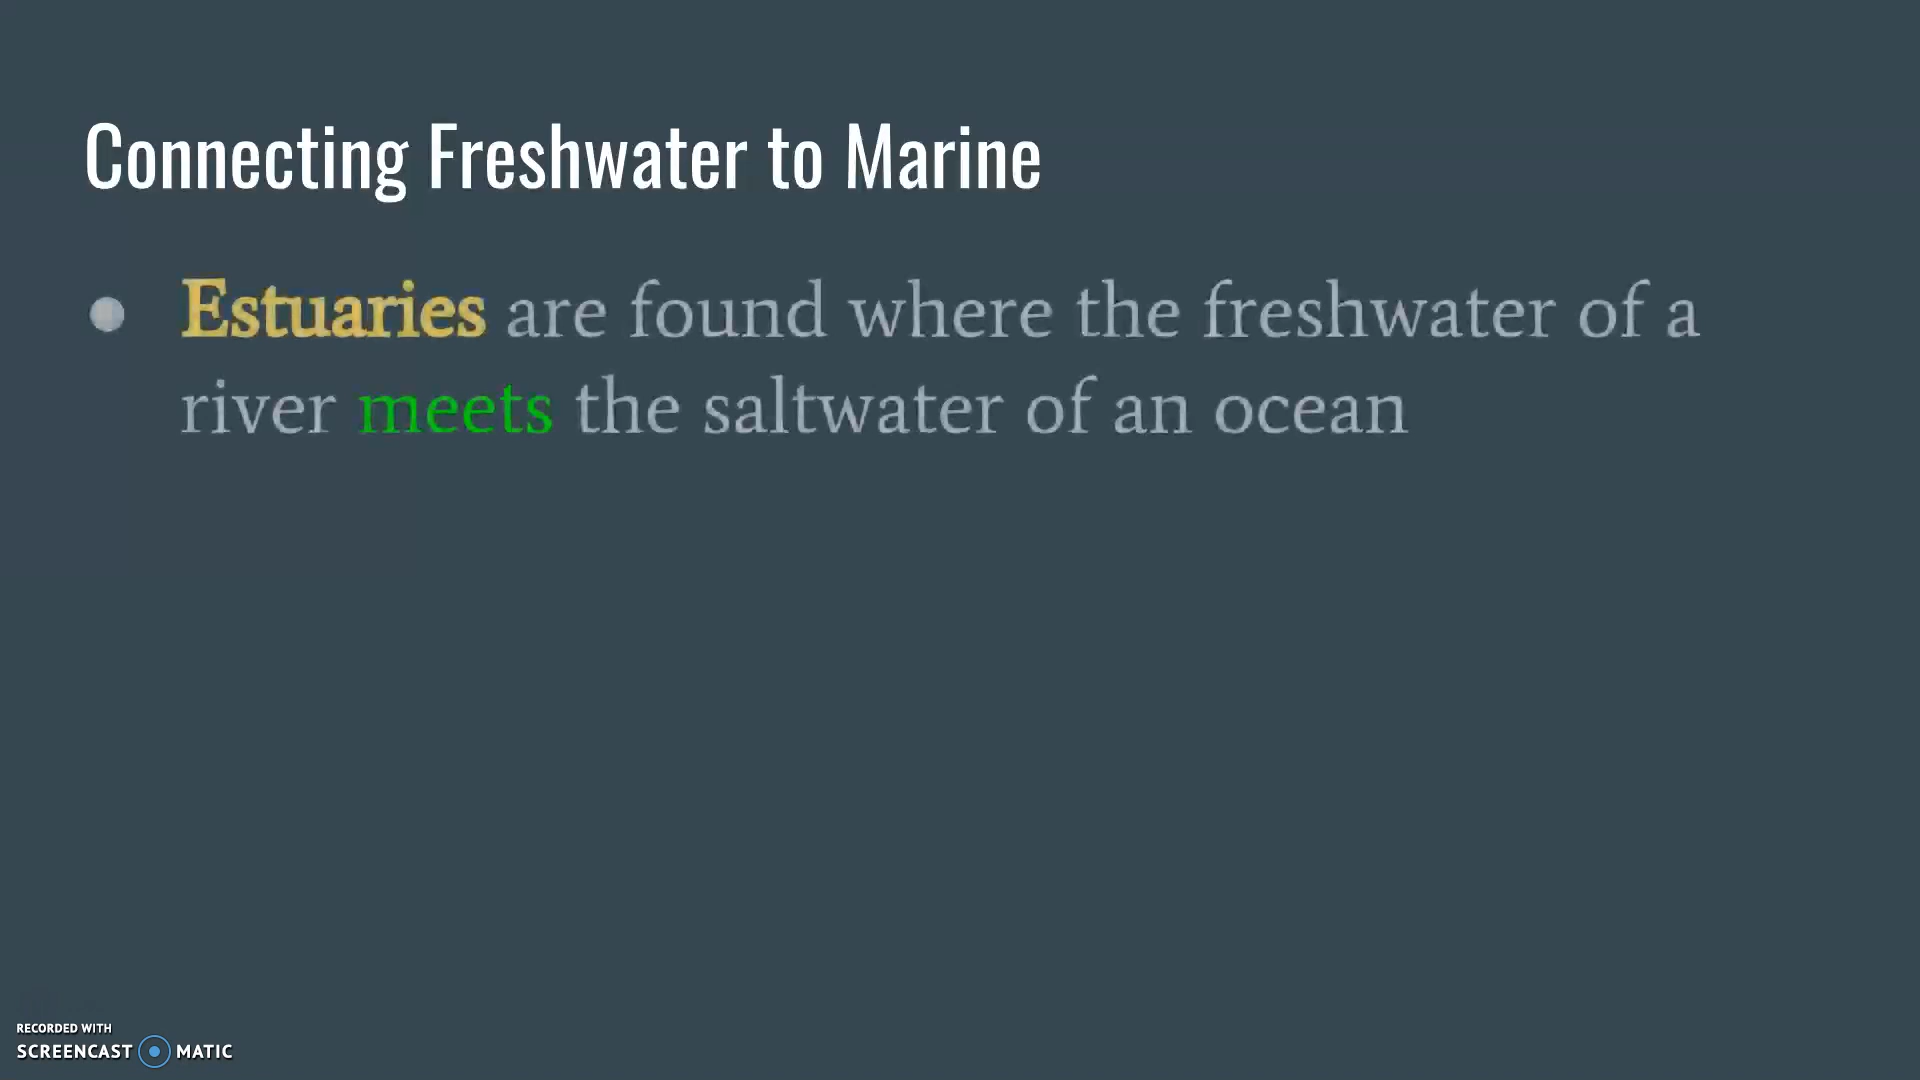 Connecting Freshwater to Marine
● Estuaries are found where the freshwater of a
river meets the saltwater of an ocean
RECORDED WITH
SCREENCAST MATIC